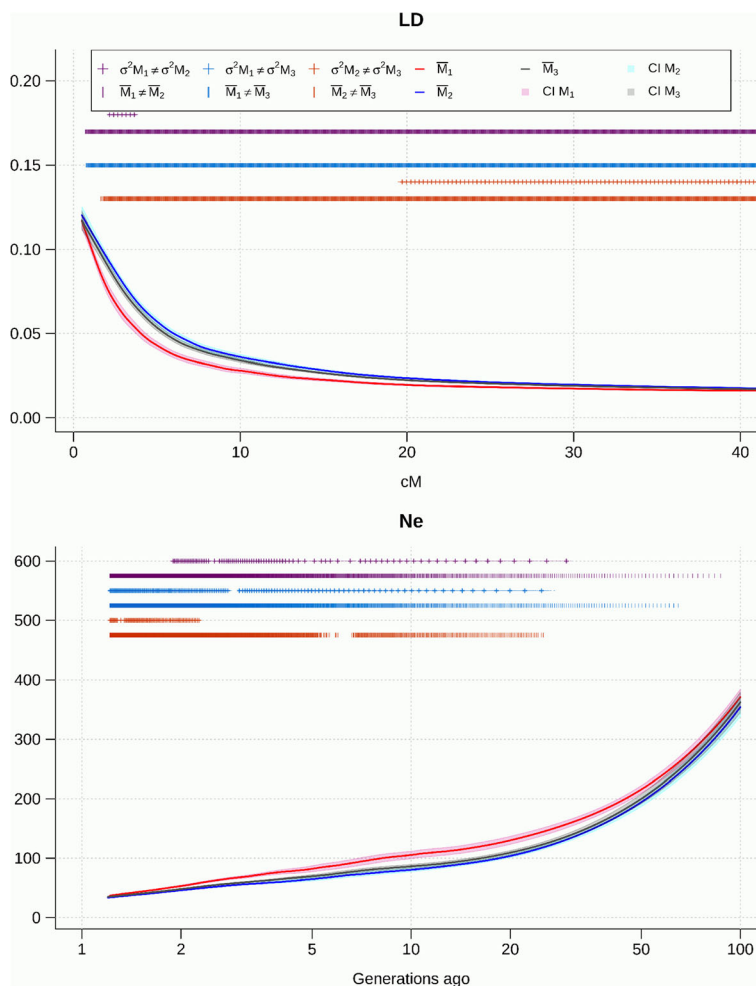 LD
σ²M₁ ≠ σ²M₂ σ²M₁ ≠ σ²M₃ σ²M₂ ≠ σ²M₃ M̅₁ M̅₃ CI M₂
M̅₁ ≠ M̅₂ M̅₁ ≠ M̅₃ M̅₂ ≠ M̅₃ M̅₂ CI M₁ CI M₃
0.20
0.15
0.10
0.05
0.00
0 10 20 30 40
cM
Ne
600
500
400
300
200
100
0
1 2 5 10 20 50 100
Generations ago